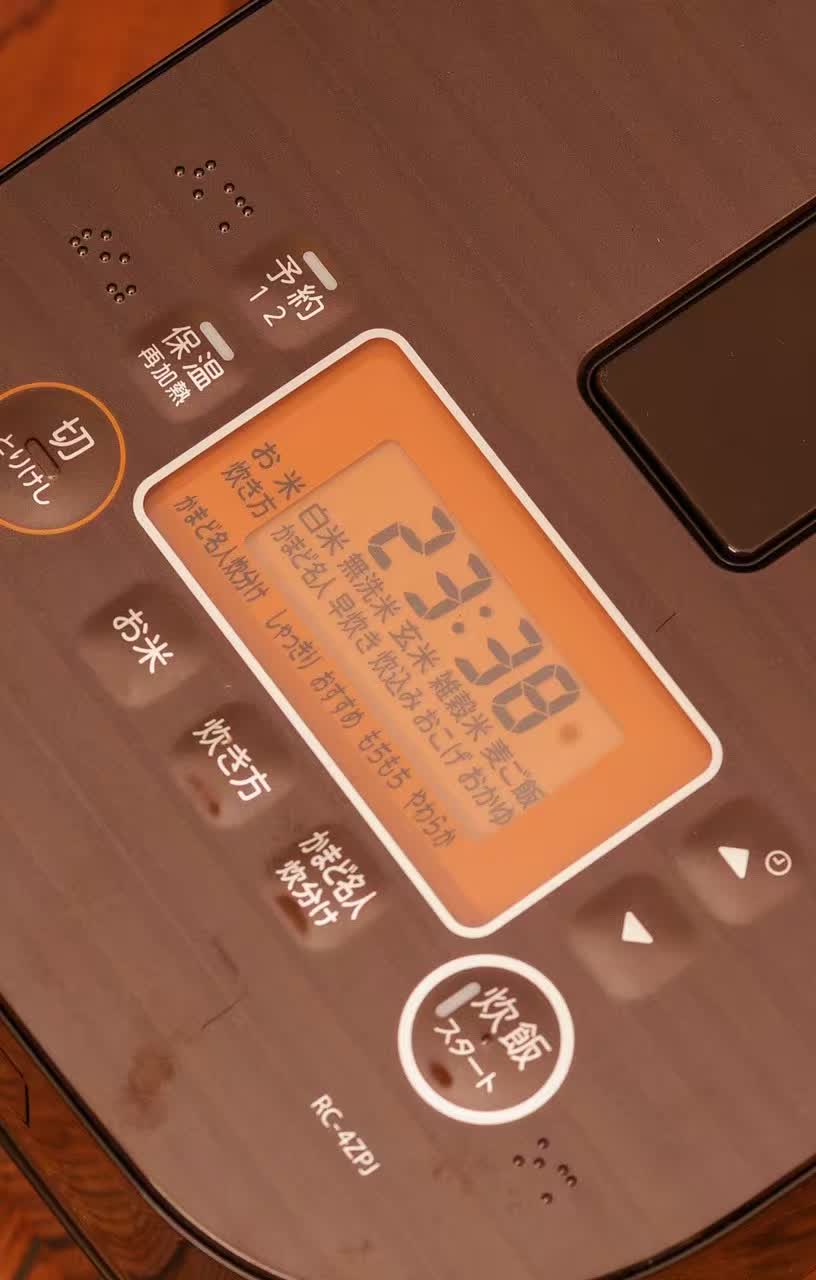 予約
1 2
保温
再加熱
切
とりけし
23:38
お米 白米 無洗米 玄米 雑穀米 麦ご飯
炊き方 かまど名人 早炊き 炊込み おこげ おかゆ
かまど名人炊分け しゃっきり おすすめ もちもち やわらか
お米
炊き方
かまど名人
炊分け
炊飯
スタート
RC-4ZPJ